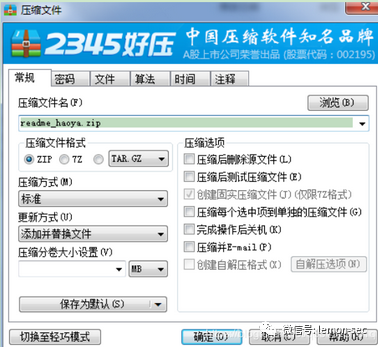 压缩文件
2345好压
中国压缩软件知名品牌
A股上市公司荣誉出品 (股票代码：002195)
常规 密码 文件 算法 时间 注释
压缩文件名(F)
浏览(B)
readme_haoya.zip
压缩文件格式
ZIP 7Z TAR.GZ
压缩方式(M)
标准
更新方式(U)
添加并替换文件
压缩分卷大小设置(V)
MB
保存为默认(S)
压缩选项
压缩后删除源文件(L)
压缩后测试压缩文件(E)
创建固实压缩文件(T)(仅限7Z格式)
压缩每个选中项到单独的压缩文件(G)
完成操作后关机(K)
压缩并E-mail(P)
创建自解压格式(X) 自解压选项(N)
切换至轻巧模式 确定(O) 取消(C) 帮助(H)
微信号: lemon-sec